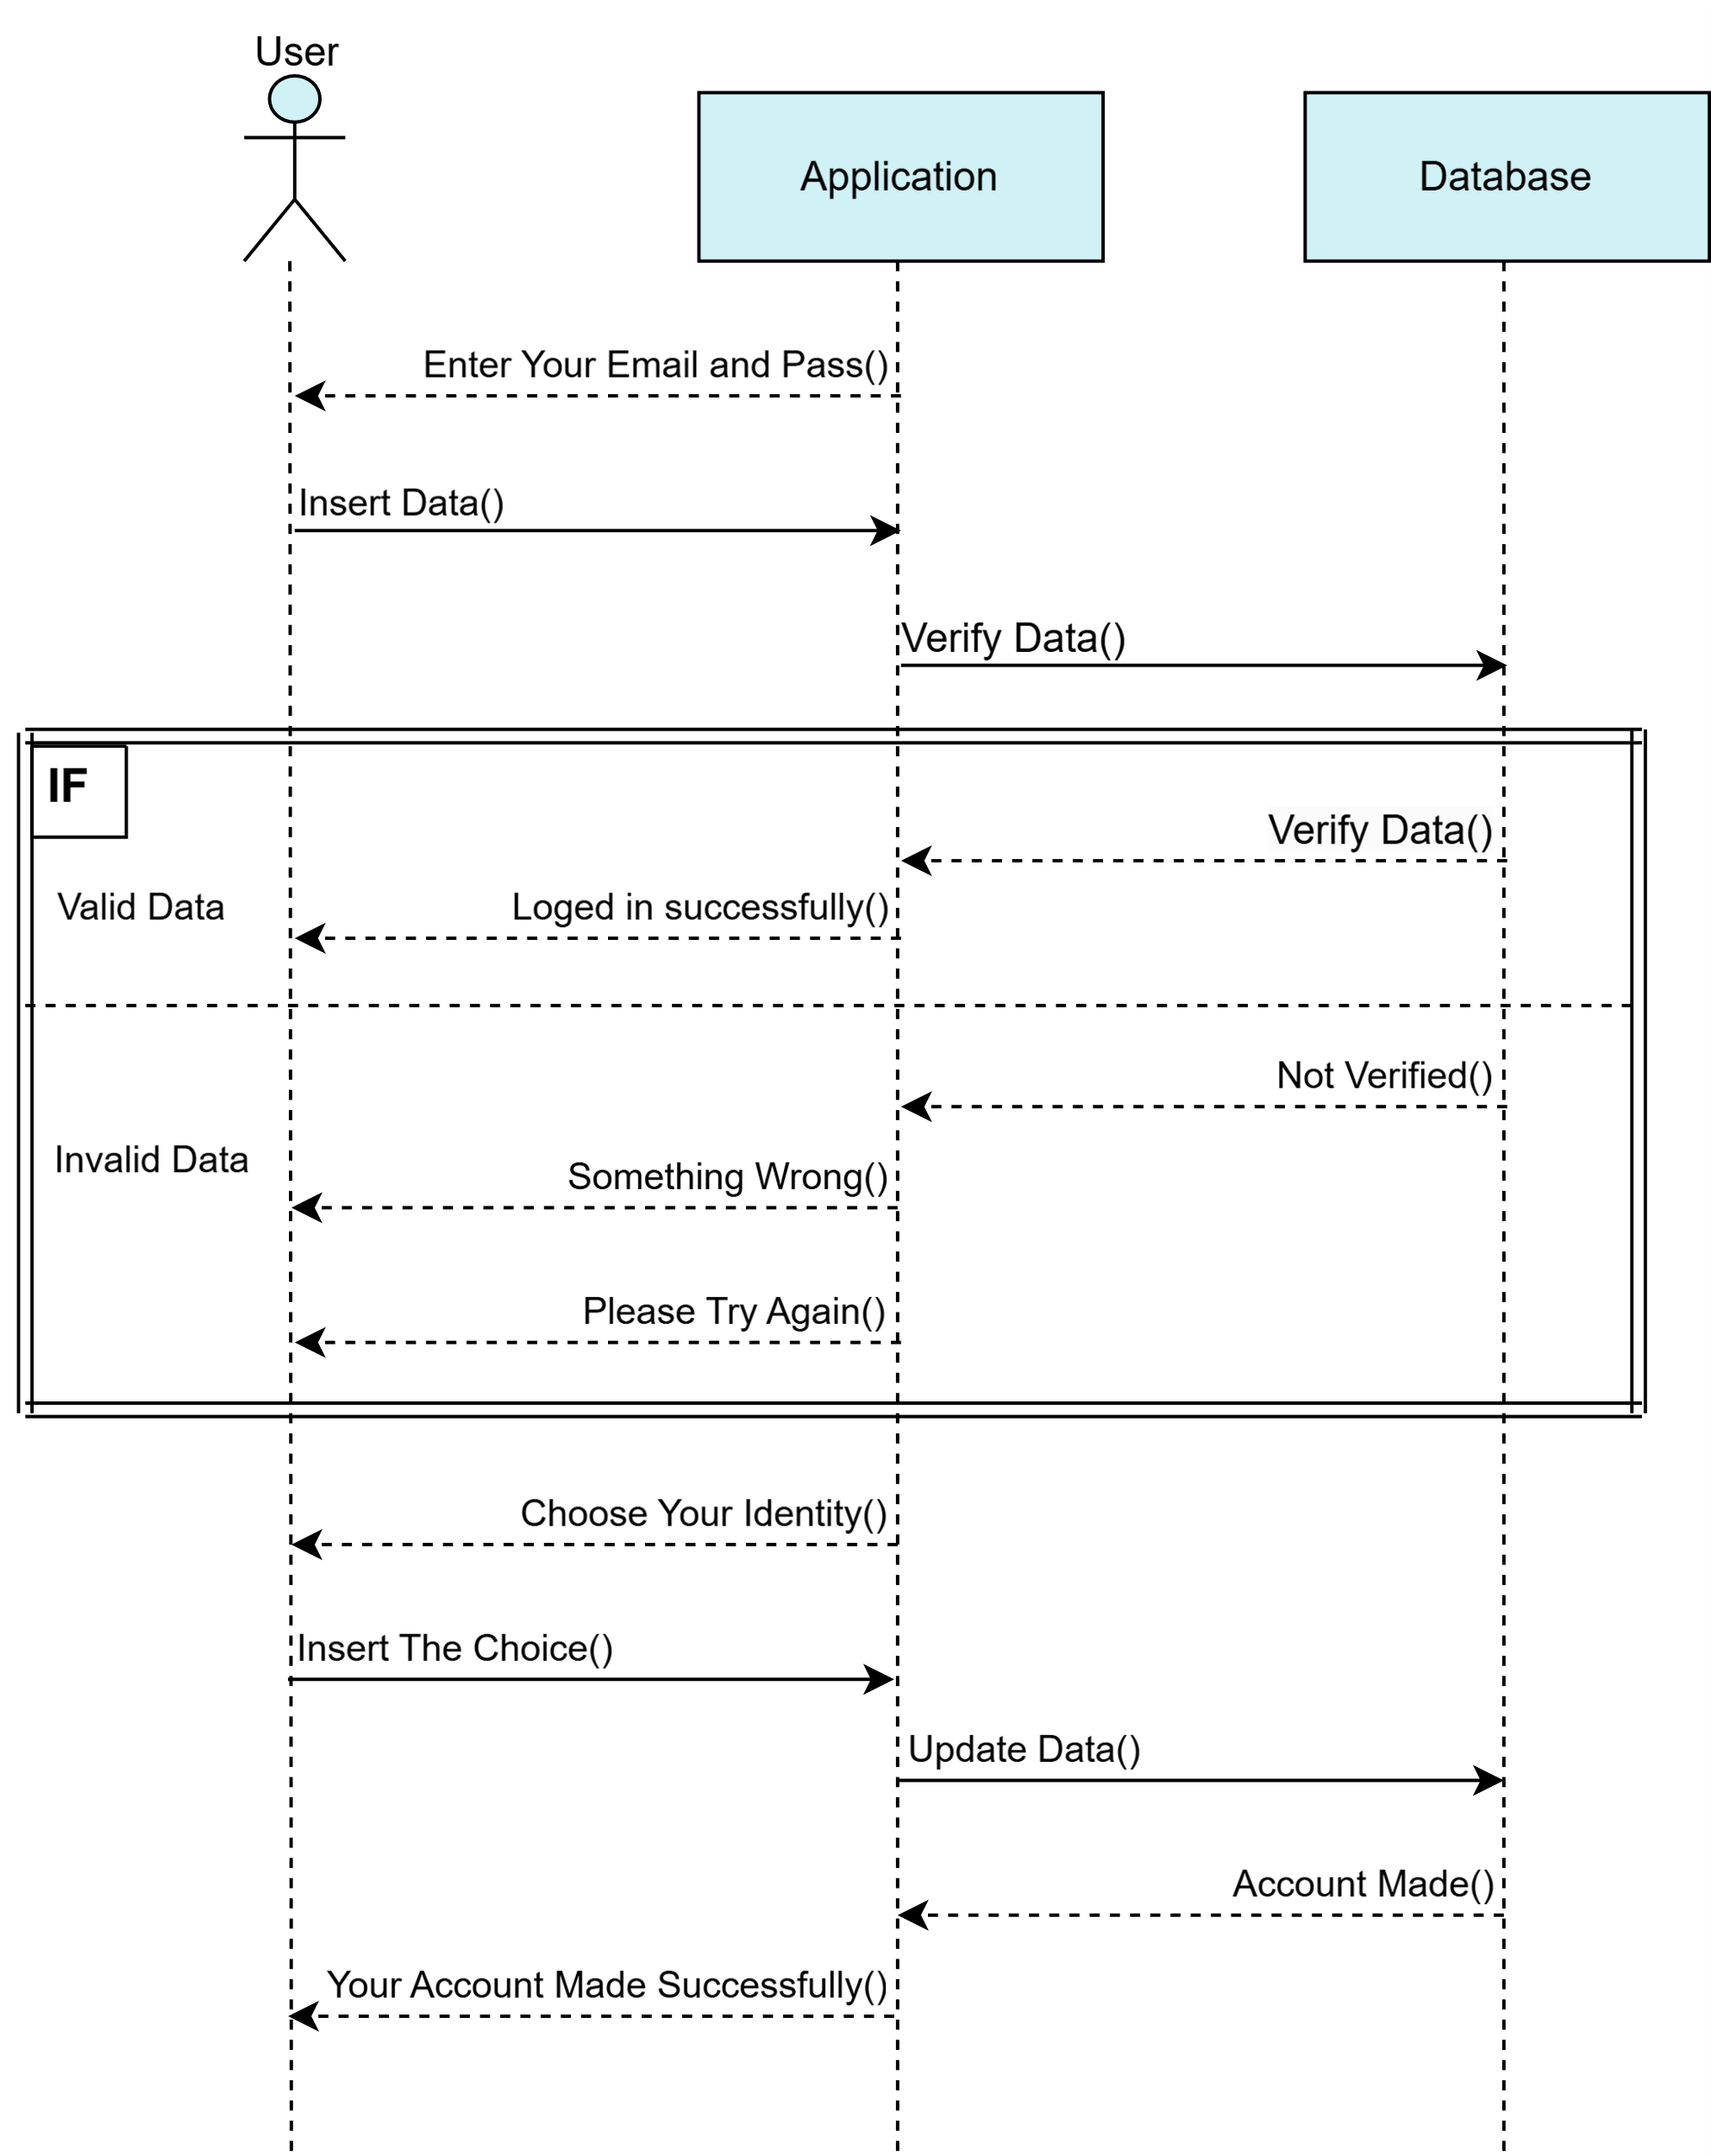 User
Application
Database
Enter Your Email and Pass()
Insert Data()
Verify Data()
IF
Verify Data()
Valid Data
Loged in successfully()
Not Verified()
Invalid Data
Something Wrong()
Please Try Again()
Choose Your Identity()
Insert The Choice()
Update Data()
Account Made()
Your Account Made Successfully()